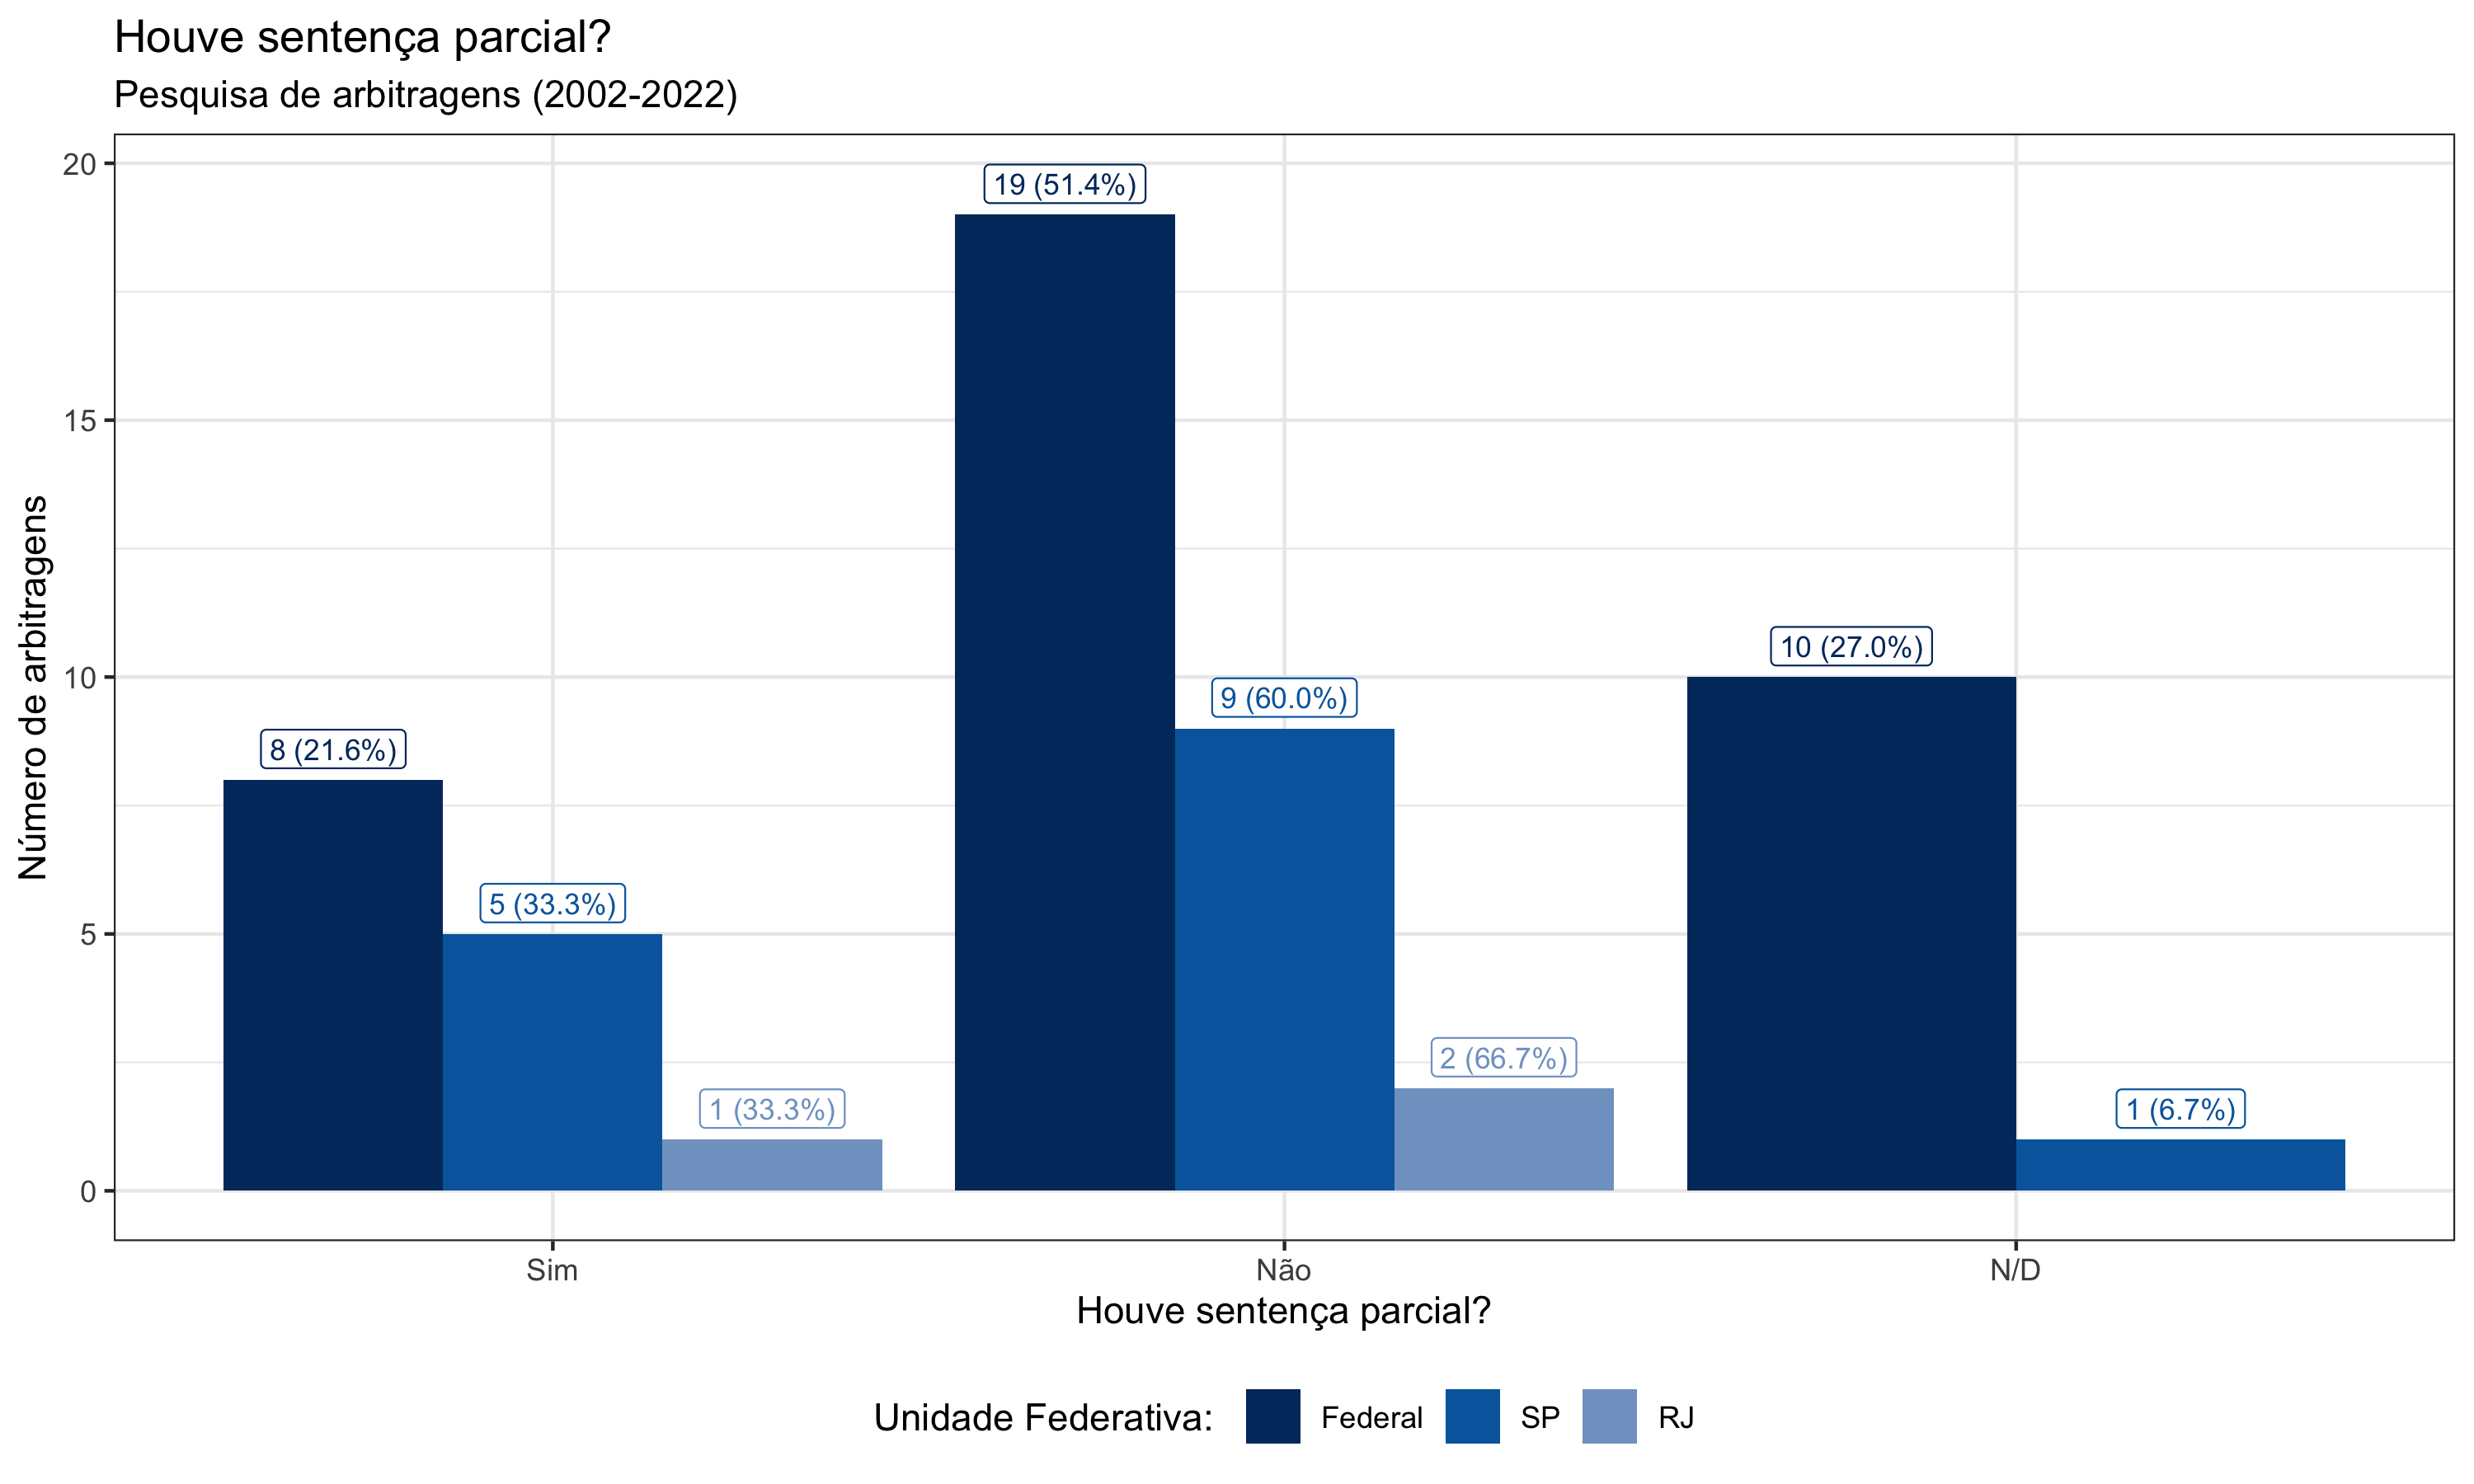 Houve sentença parcial?
Pesquisa de arbitragens (2002-2022)
Número de arbitragens
20
15
10
5
0
8 (21.6%)
5 (33.3%)
1 (33.3%)
19 (51.4%)
9 (60.0%)
2 (66.7%)
10 (27.0%)
1 (6.7%)
Sim
Não
N/D
Houve sentença parcial?
Unidade Federativa: Federal SP RJ